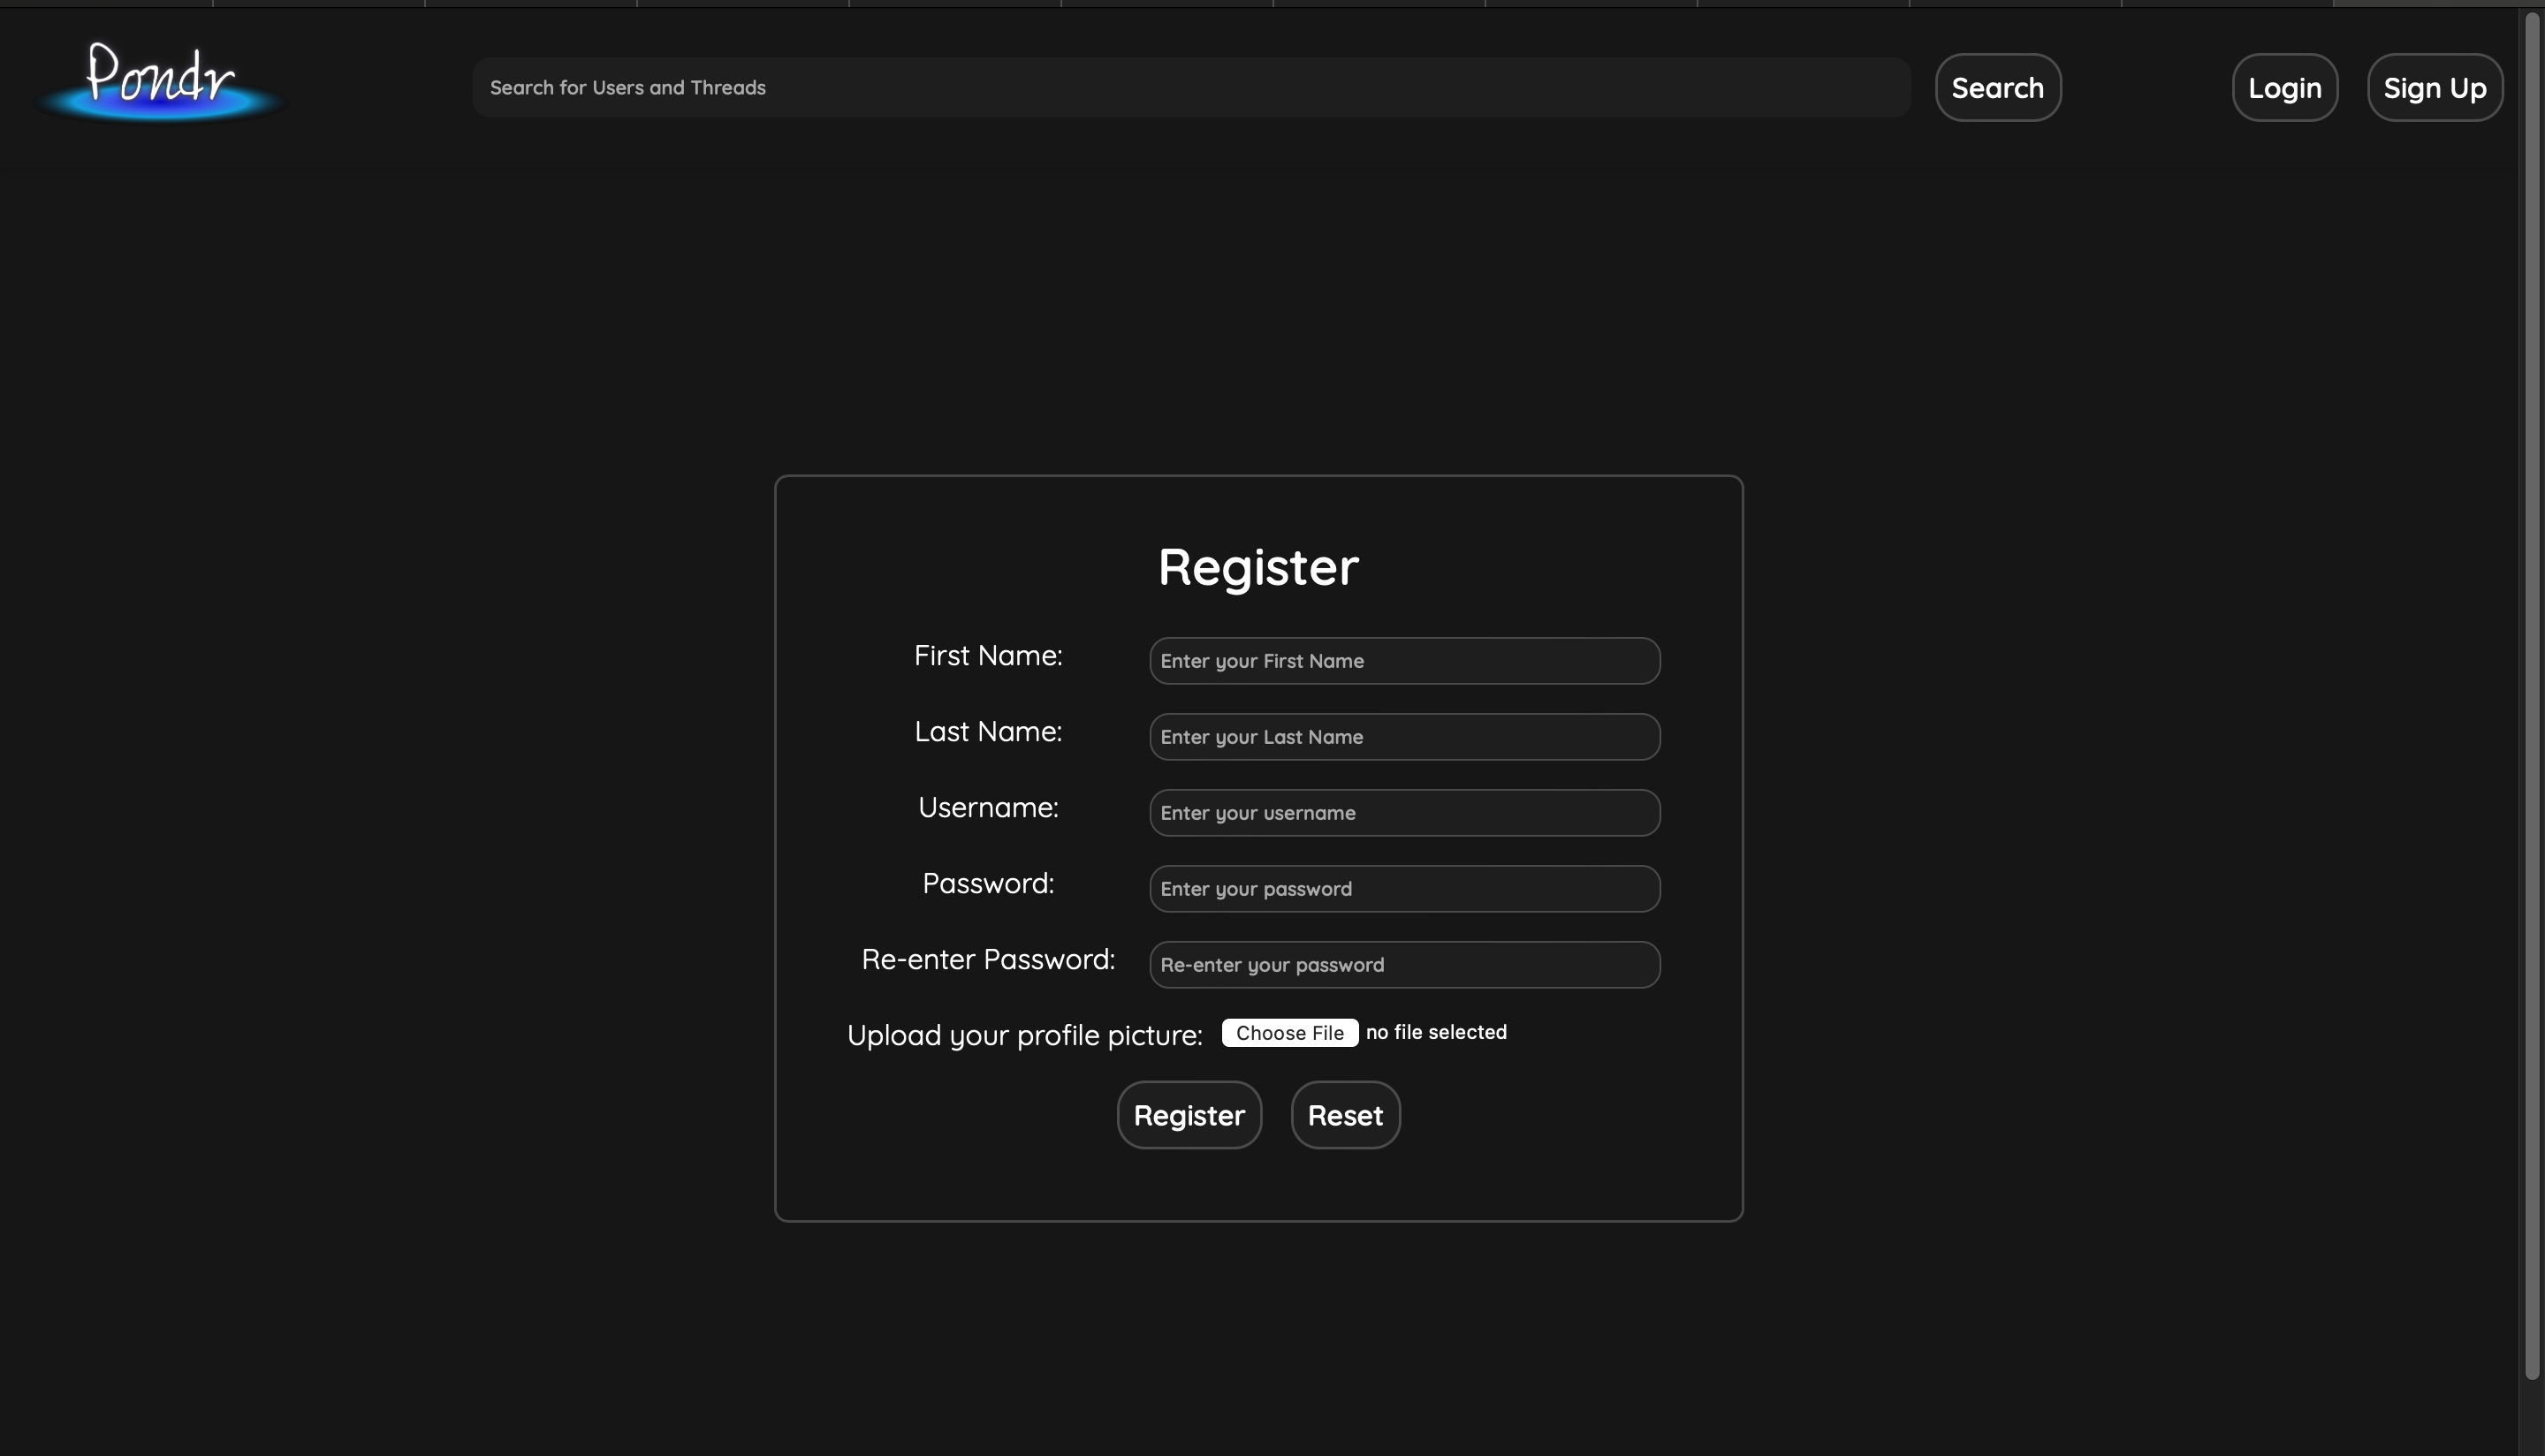 Pondr
Search for Users and Threads
Search
Login
Sign Up
Register
First Name:
Enter your First Name
Last Name:
Enter your Last Name
Username:
Enter your username
Password:
Enter your password
Re-enter Password:
Re-enter your password
Upload your profile picture:
Choose File
no file selected
Register
Reset